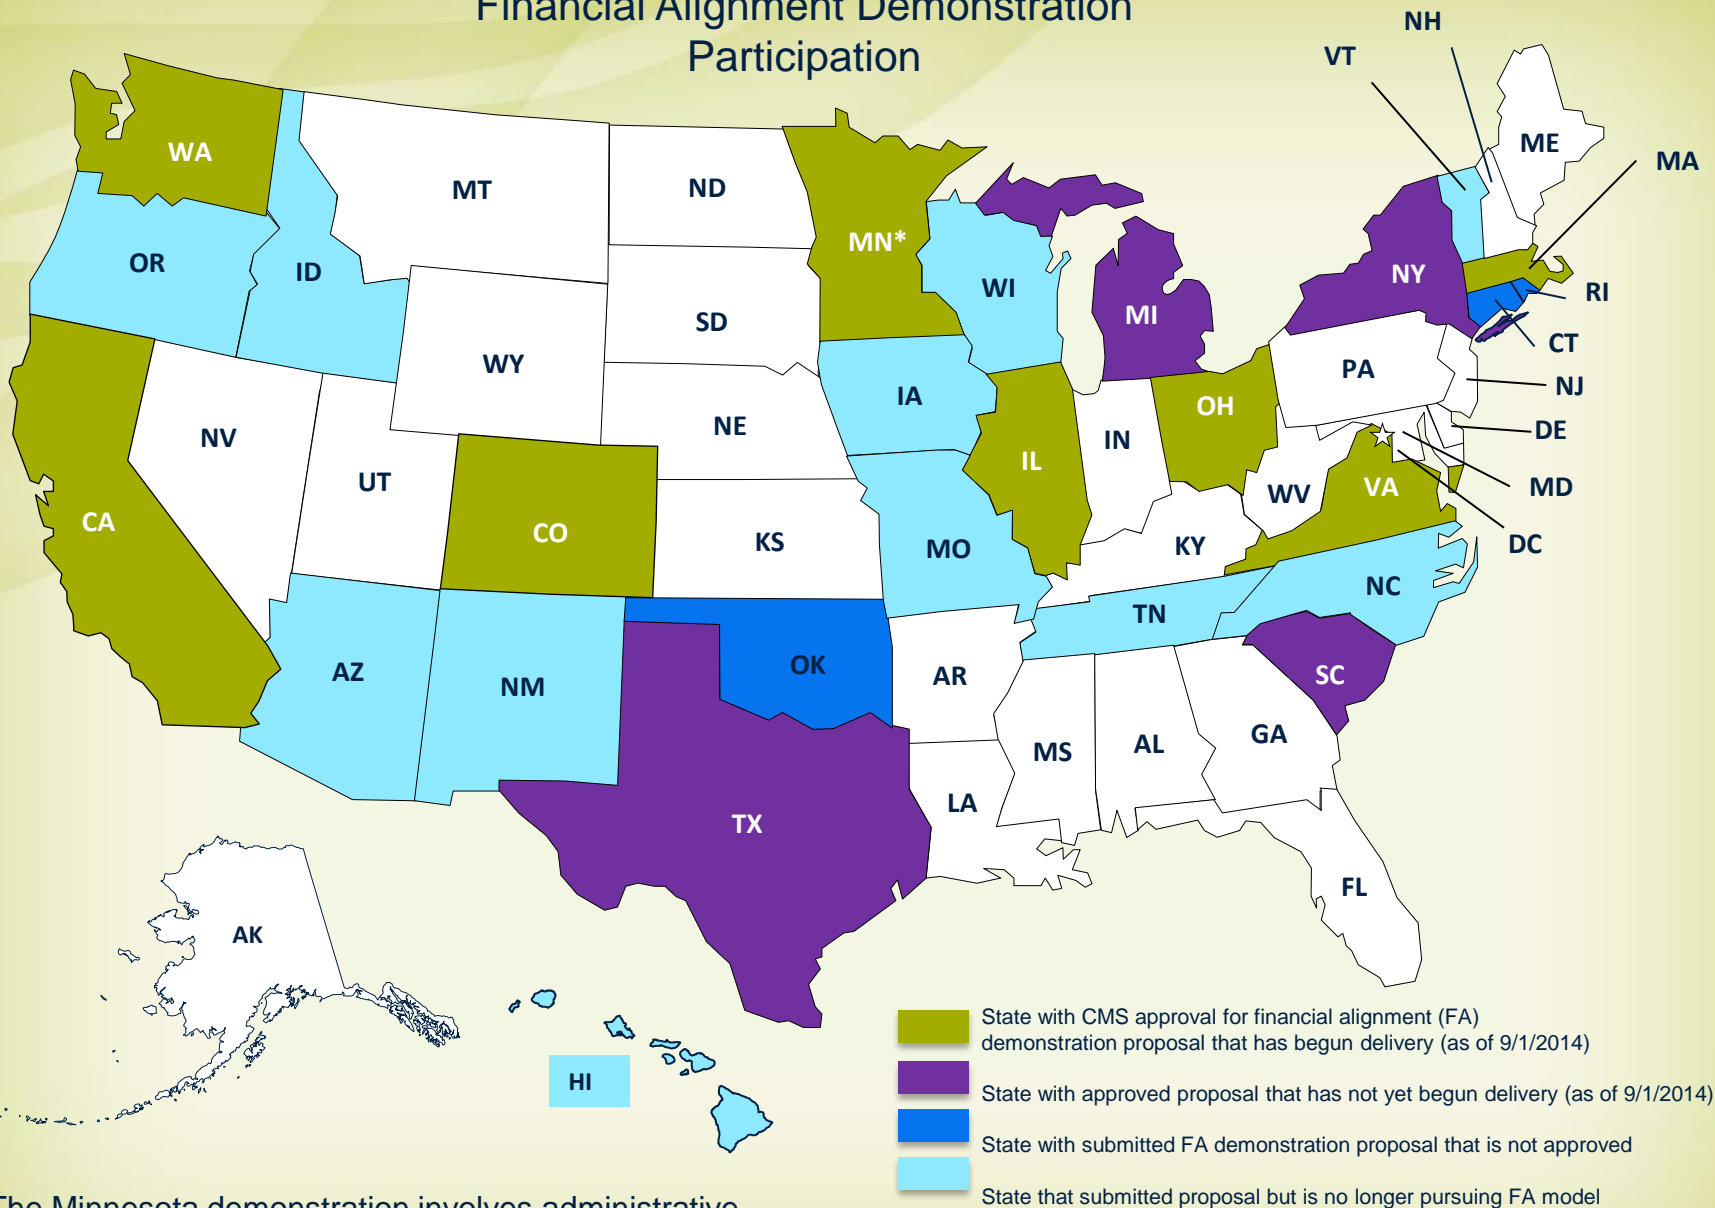 Financial Alignment Demonstration
Participation
NH
VT
ME
MA
WA
MT
ND
MN*
OR
ID
WI
NY
MI
RI
SD
CT
WY
PA
NJ
IA
OH
NE
DE
NV
IN
IL
UT
WV
VA
MD
CA
CO
KS
MO
KY
DC
NC
TN
AZ
NM
OK
AR
SC
MS
AL
GA
LA
TX
FL
AK
HI
State with CMS approval for financial alignment (FA)
demonstration proposal that has begun delivery (as of 9/1/2014)
State with approved proposal that has not yet begun delivery (as of 9/1/2014)
State with submitted FA demonstration proposal that is not approved
State that submitted proposal but is no longer pursuing FA model
The Minnesota demonstration involves administrative